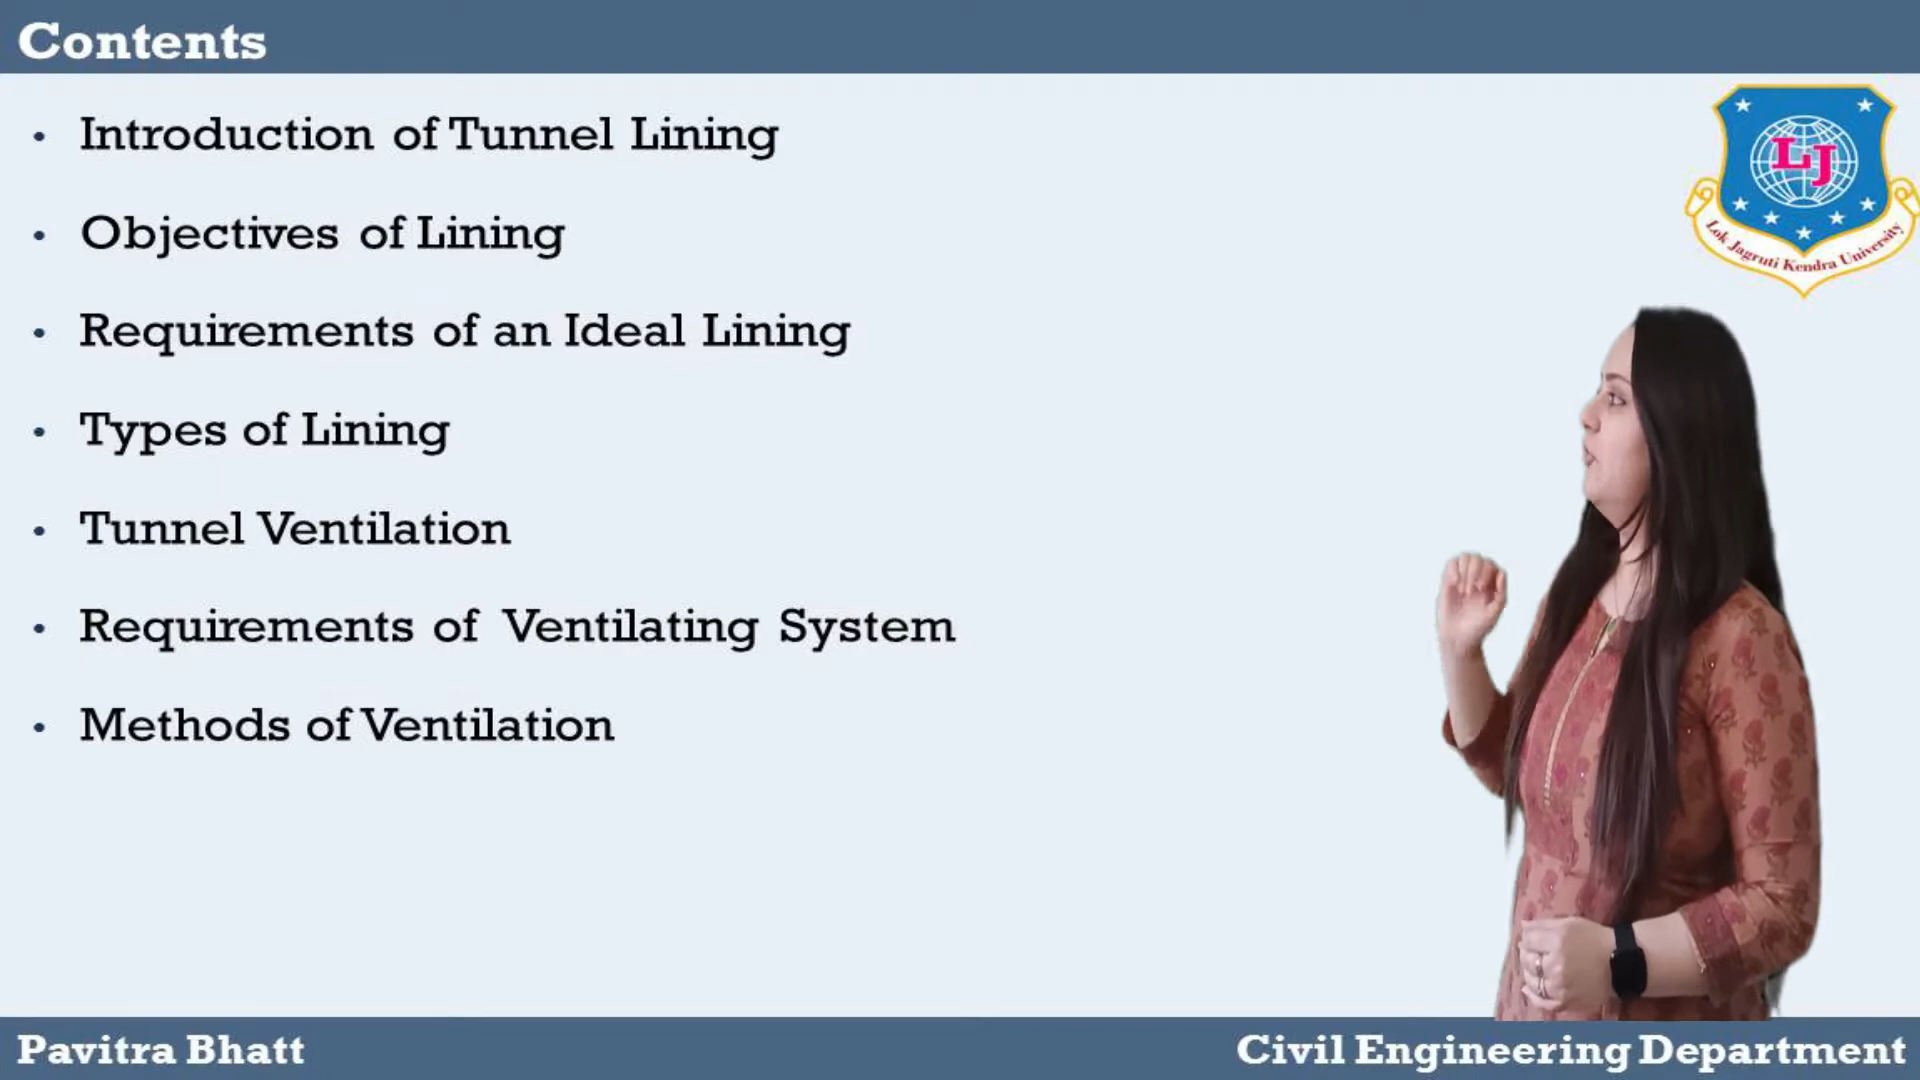 Contents
• Introduction of Tunnel Lining
• Objectives of Lining
• Requirements of an Ideal Lining
• Types of Lining
• Tunnel Ventilation
• Requirements of Ventilating System
• Methods of Ventilation
LJ
Lok Jagruti Kendra University
Pavitra Bhatt
Civil Engineering Department